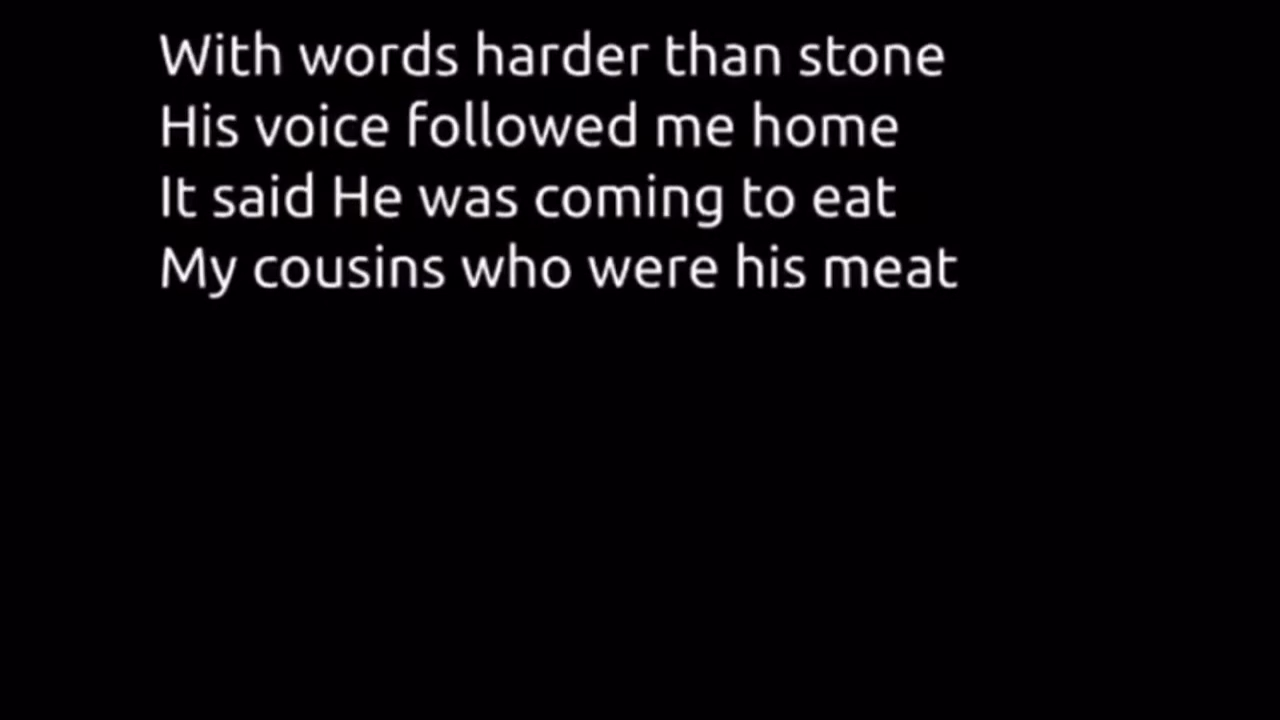 With words harder than stone
His voice followed me home
It said He was coming to eat
My cousins who were his meat